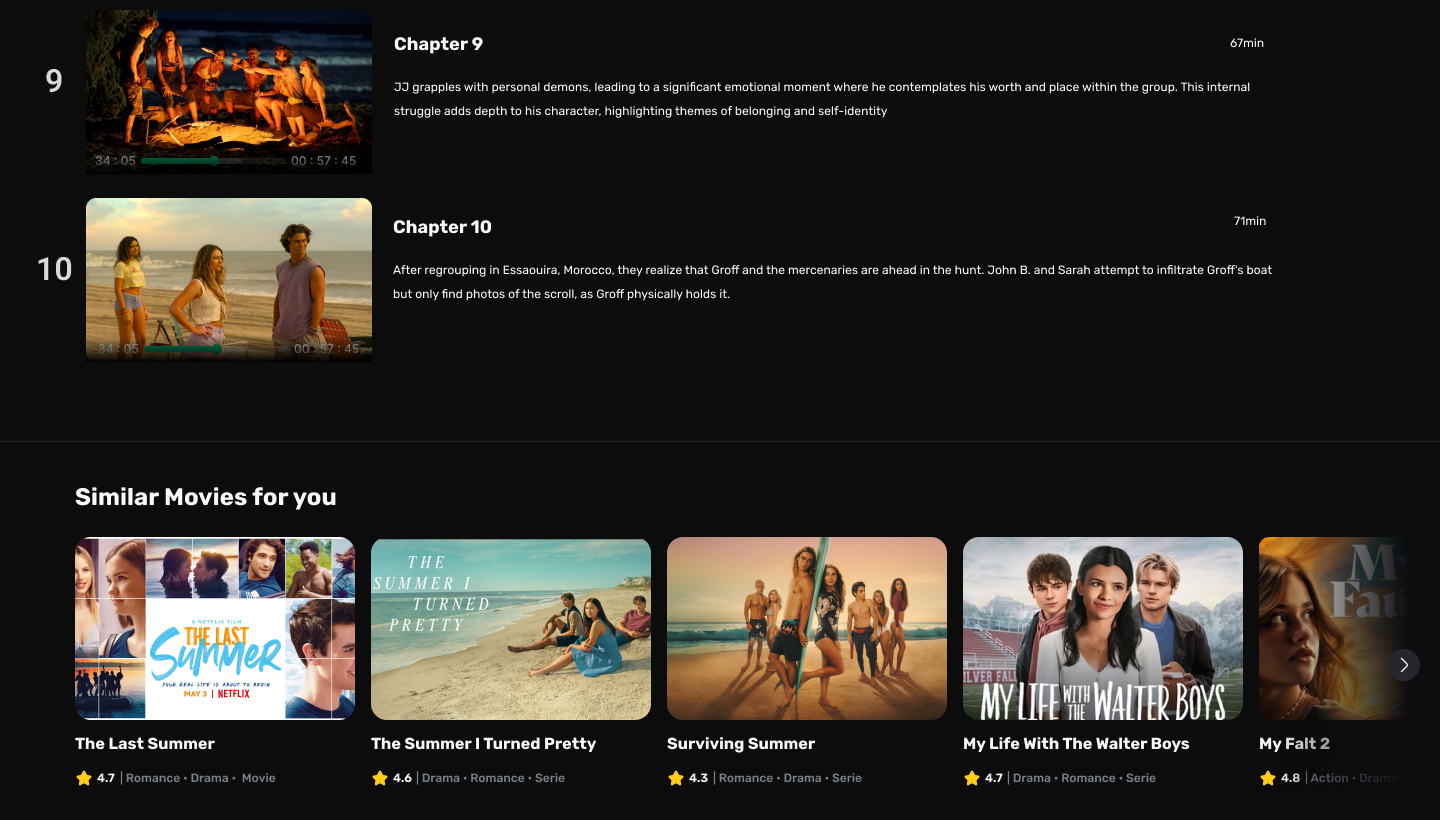 9
Chapter 9
67min
JJ grapples with personal demons, leading to a significant emotional moment where he contemplates his worth and place within the group. This internal
struggle adds depth to his character, highlighting themes of belonging and self-identity
34 : 05
00 : 57 : 45
10
Chapter 10
71min
After regrouping in Essaouira, Morocco, they realize that Groff and the mercenaries are ahead in the hunt. John B. and Sarah attempt to infiltrate Groff's boat
but only find photos of the scroll, as Groff physically holds it.
34 : 05
00 : 57 : 45
Similar Movies for you
A NETFLIX FILM
THE LAST
SUMMER
YOUR REAL LIFE IS ABOUT TO BEGIN
MAY 3 | NETFLIX
THE
SUMMER I
TURNED
PRETTY
ILVER FALL
MY LIFE WITH THE WALTER BOYS
My
Fau
The Last Summer
4.7 | Romance • Drama • Movie
The Summer I Turned Pretty
4.6 | Drama • Romance • Serie
Surviving Summer
4.3 | Romance • Drama • Serie
My Life With The Walter Boys
4.7 | Drama • Romance • Serie
My Falt 2
4.8 | Action • Drama